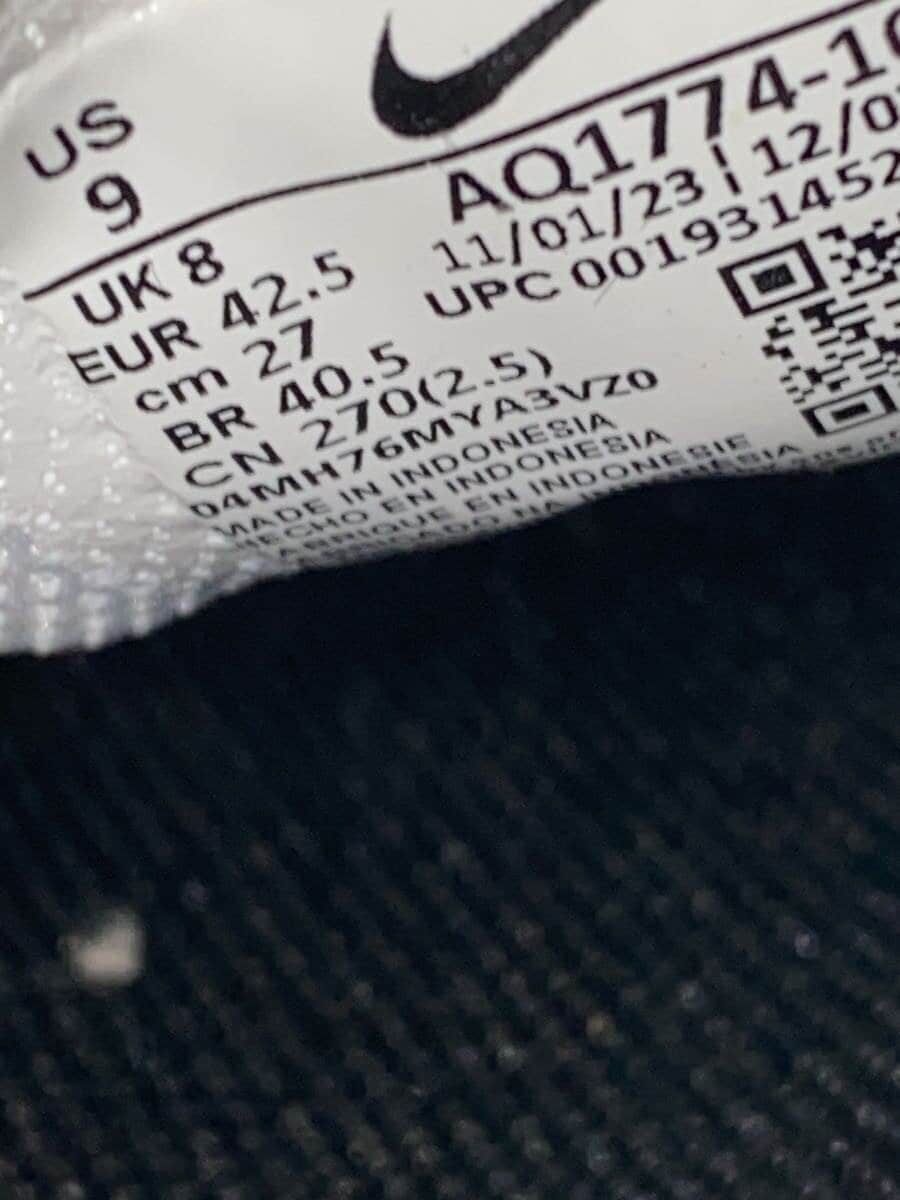 US
9
AQ1774-10
11/01/23 | 12/0
UPC 001931452
UK 8
EUR 42.5
cm 27
BR 40.5
CN 270(2.5)
04MH76MYA3VZ0
MADE IN INDONESIA
HECHO EN INDONESIA
FABRIQUE EN INDONESIE